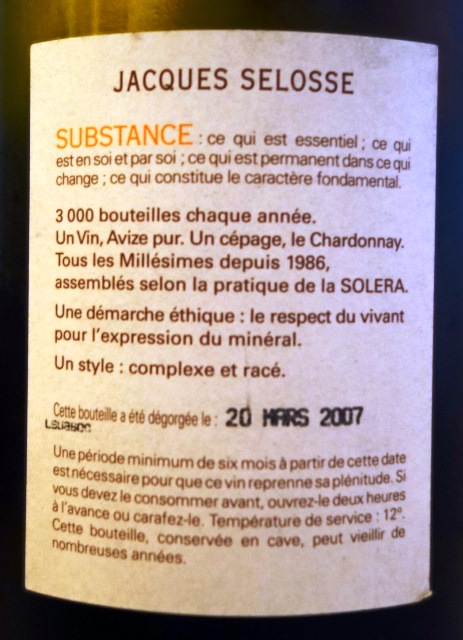 JACQUES SELOSSE
SUBSTANCE : ce qui est essentiel ; ce qui
est en soi et par soi ; ce qui est permanent dans ce qui
change ; ce qui constitue le caractère fondamental.
3 000 bouteilles chaque année.
Un Vin, Avize pur. Un cépage, le Chardonnay.
Tous les Millésimes depuis 1986,
assemblés selon la pratique de la SOLERA.
Une démarche éthique : le respect du vivant
pour l'expression du minéral.
Un style : complexe et racé.
Cette bouteille a été dégorgée le : 20 MARS 2007
Une période minimum de six mois à partir de cette date
est nécessaire pour que ce vin reprenne sa plénitude. Si
vous devez le consommer avant, ouvrez-le deux heures
à l'avance ou carafez-le. Température de service : 12°.
Cette bouteille, conservée en cave, peut vieillir de
nombreuses années.